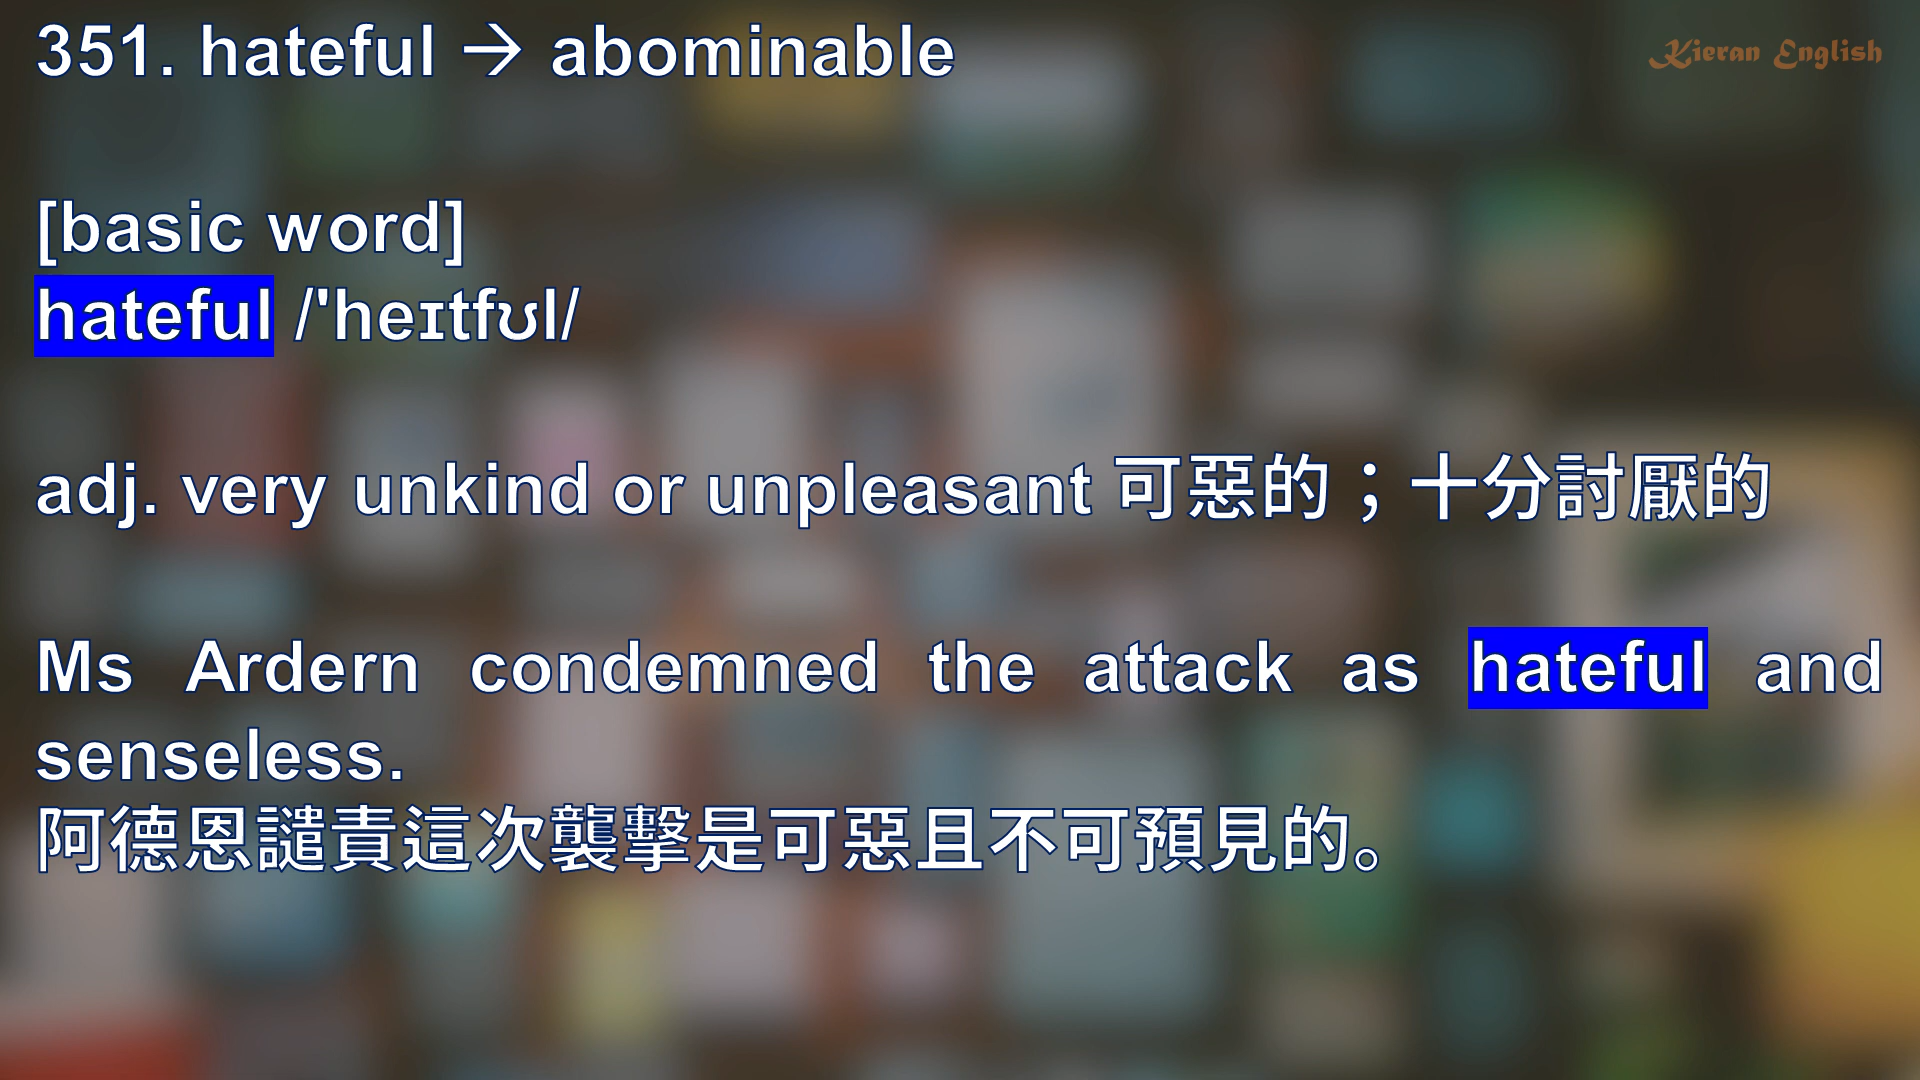 351. hateful → abominable
Kieran English
[basic word]
hateful /'heɪtfʊl/
adj. very unkind or unpleasant 可惡的；十分討厭的
Ms Ardern condemned the attack as hateful and
senseless.
阿德恩譴責這次襲擊是可惡且不可預見的。